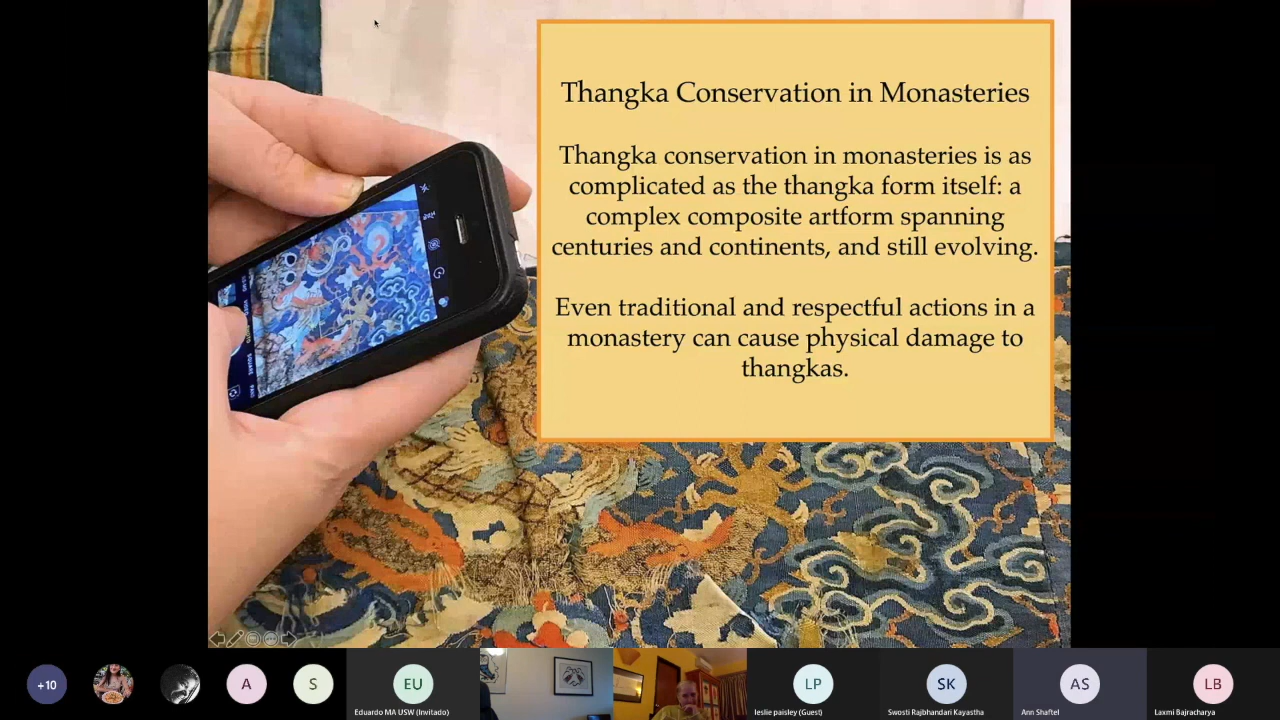 Thangka Conservation in Monasteries
Thangka conservation in monasteries is as
complicated as the thangka form itself: a
complex composite artform spanning
centuries and continents, and still evolving.
Even traditional and respectful actions in a
monastery can cause physical damage to
thangkas.
+10
A
S
EU
Eduardo MA USW (Invitado)
LP
leslie paisley (Guest)
SK
Swosti Rajbhandari Kayastha
AS
Ann Shaftel
LB
Laxmi Bajracharya